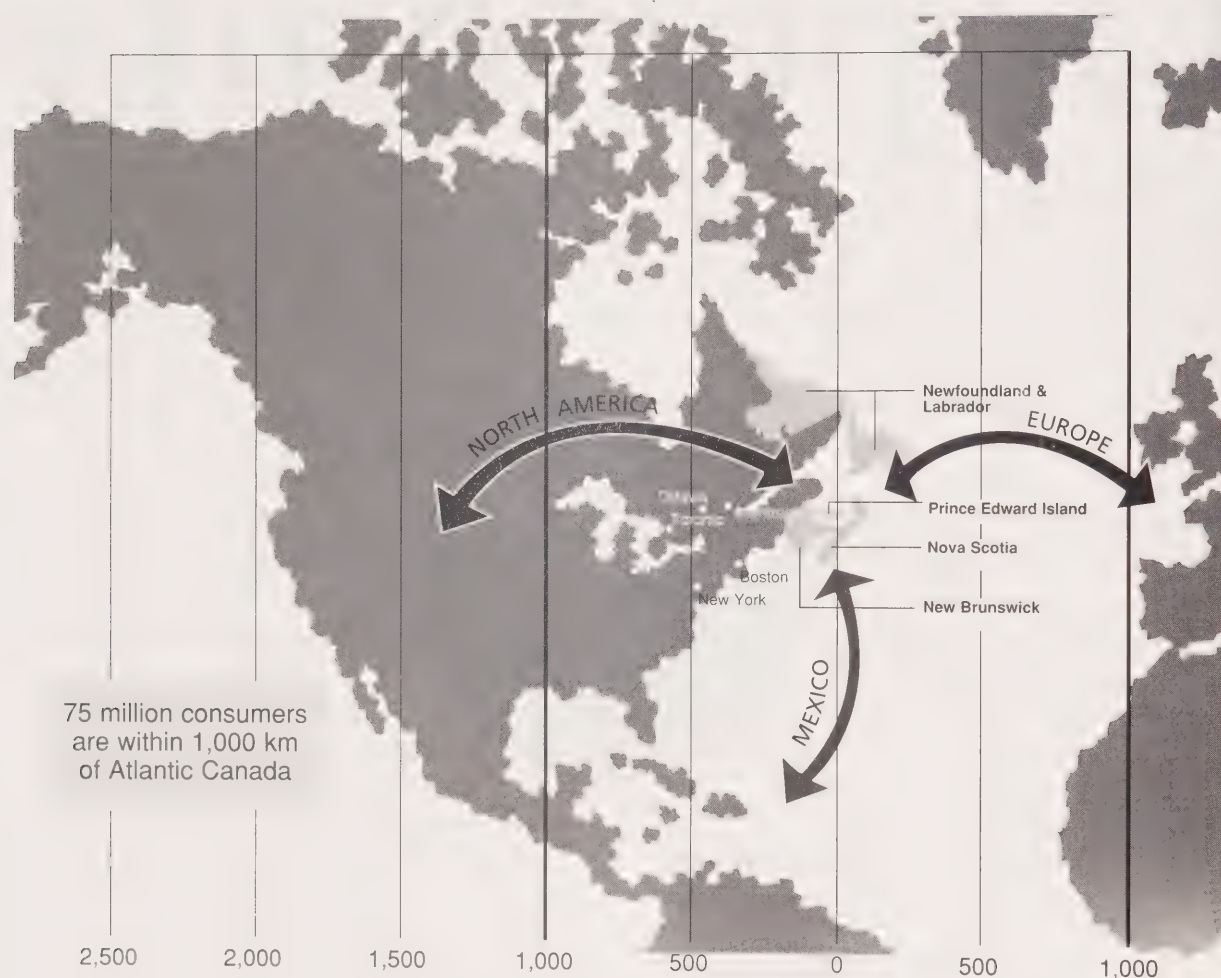 Newfoundland &
Labrador
NORTH AMERICA
EUROPE
Ottawa
Toronto
Prince Edward Island
Nova Scotia
Boston
New York
New Brunswick
MEXICO
75 million consumers
are within 1,000 km
of Atlantic Canada
2,500 2,000 1,500 1,000 500 0 500 1,000